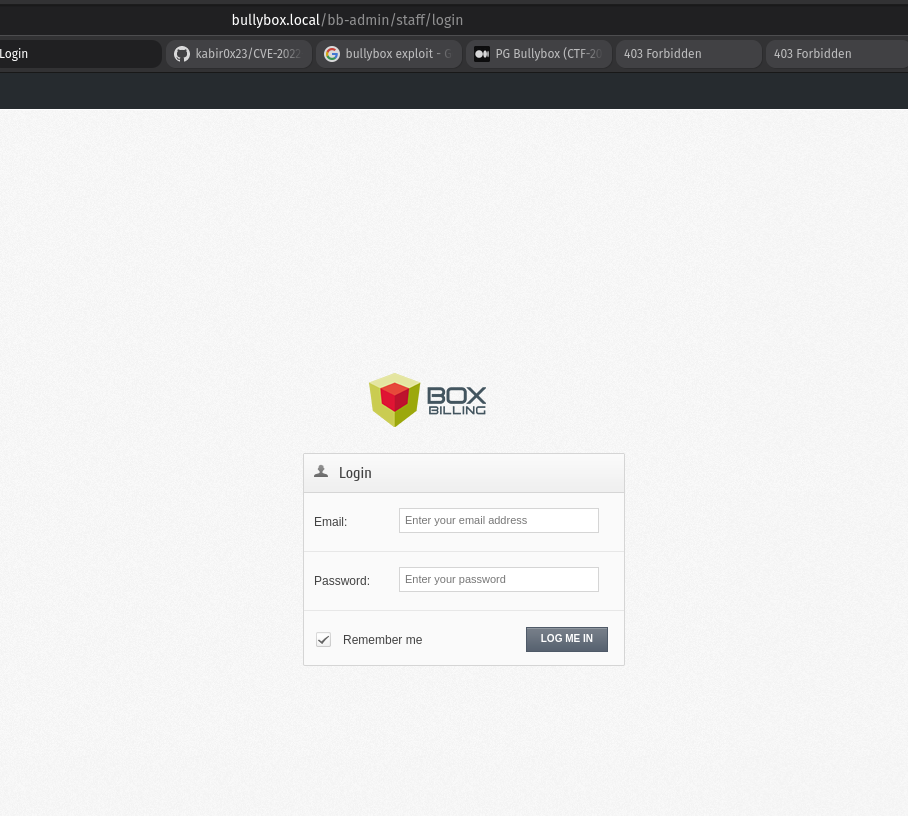 bullybox.local/bb-admin/staff/login
Login
kabir0x23/CVE-2022
bullybox exploit - G
PG Bullybox (CTF-20
403 Forbidden
403 Forbidden
BOX
BILLING
Login
Email:
Enter your email address
Password:
Enter your password
Remember me
LOG ME IN